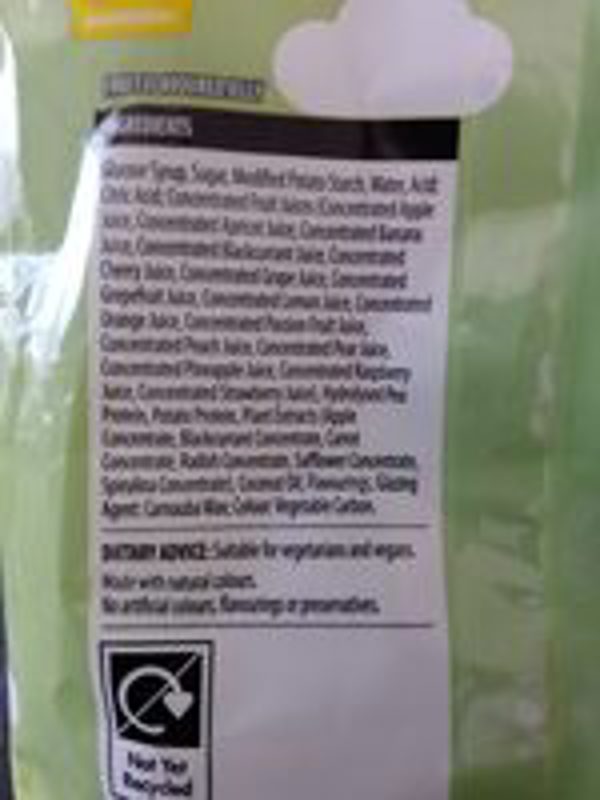 INGREDIENTS
Glucose Syrup, Sugar, Modified Potato Starch, Water, Acid:
Citric Acid; Concentrated Fruit Juices (Concentrated Apple
Juice, Concentrated Apricot Juice, Concentrated Banana
Juice, Concentrated Blackcurrant Juice, Concentrated
Cherry Juice, Concentrated Grape Juice, Concentrated
Grapefruit Juice, Concentrated Lemon Juice, Concentrated
Orange Juice, Concentrated Passion Fruit Juice,
Concentrated Peach Juice, Concentrated Pear Juice,
Concentrated Pineapple Juice, Concentrated Raspberry
Juice, Concentrated Strawberry Juice), Hydrolysed Pea
Protein, Potato Protein, Plant Extracts (Apple
Concentrate, Blackcurrant Concentrate, Carrot
Concentrate, Radish Concentrate, Safflower Concentrate,
Spirulina Concentrate), Coconut Oil, Flavourings, Glazing
Agent: Carnauba Wax; Colour: Vegetable Carbon.
DIETARY ADVICE: Suitable for vegetarians and vegans.
Made with natural colours.
No artificial colours, flavourings or preservatives.
Not Yet
Recycled